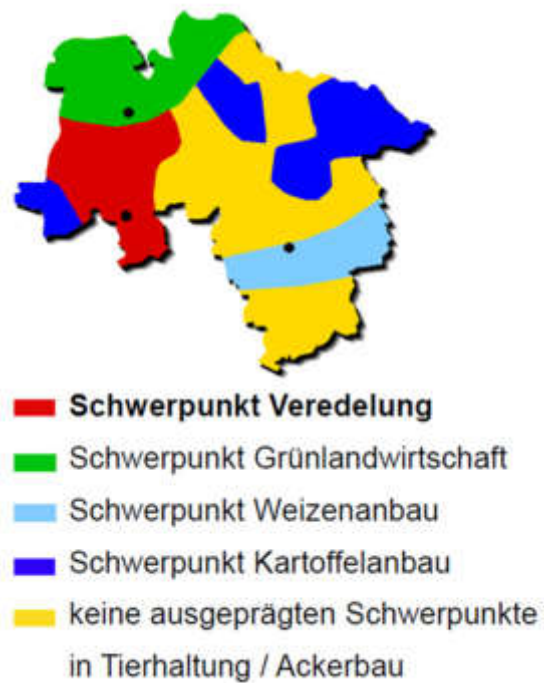 Schwerpunkt Veredelung
Schwerpunkt Grünlandwirtschaft
Schwerpunkt Weizenanbau
Schwerpunkt Kartoffelanbau
keine ausgeprägten Schwerpunkte
in Tierhaltung / Ackerbau